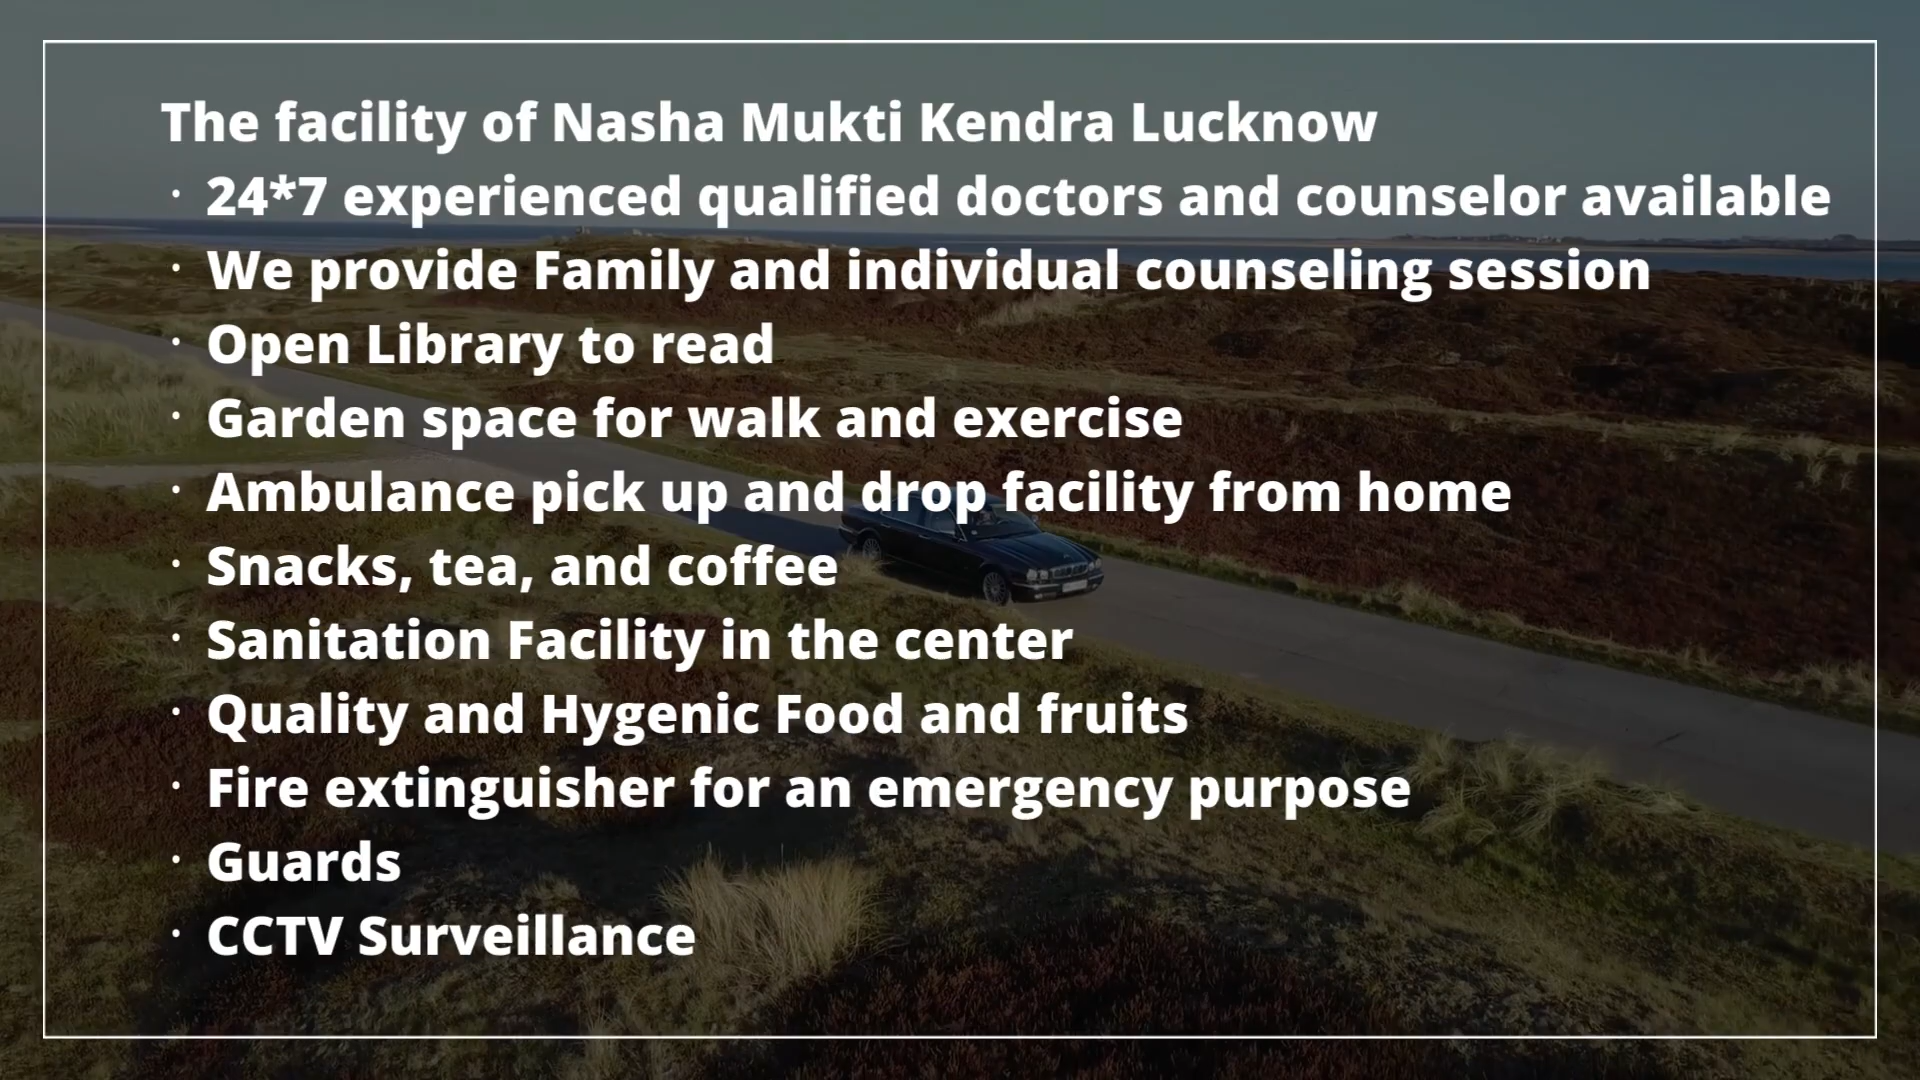 The facility of Nasha Mukti Kendra Lucknow
· 24*7 experienced qualified doctors and counselor available
· We provide Family and individual counseling session
· Open Library to read
· Garden space for walk and exercise
· Ambulance pick up and drop facility from home
· Snacks, tea, and coffee
· Sanitation Facility in the center
· Quality and Hygenic Food and fruits
· Fire extinguisher for an emergency purpose
· Guards
· CCTV Surveillance